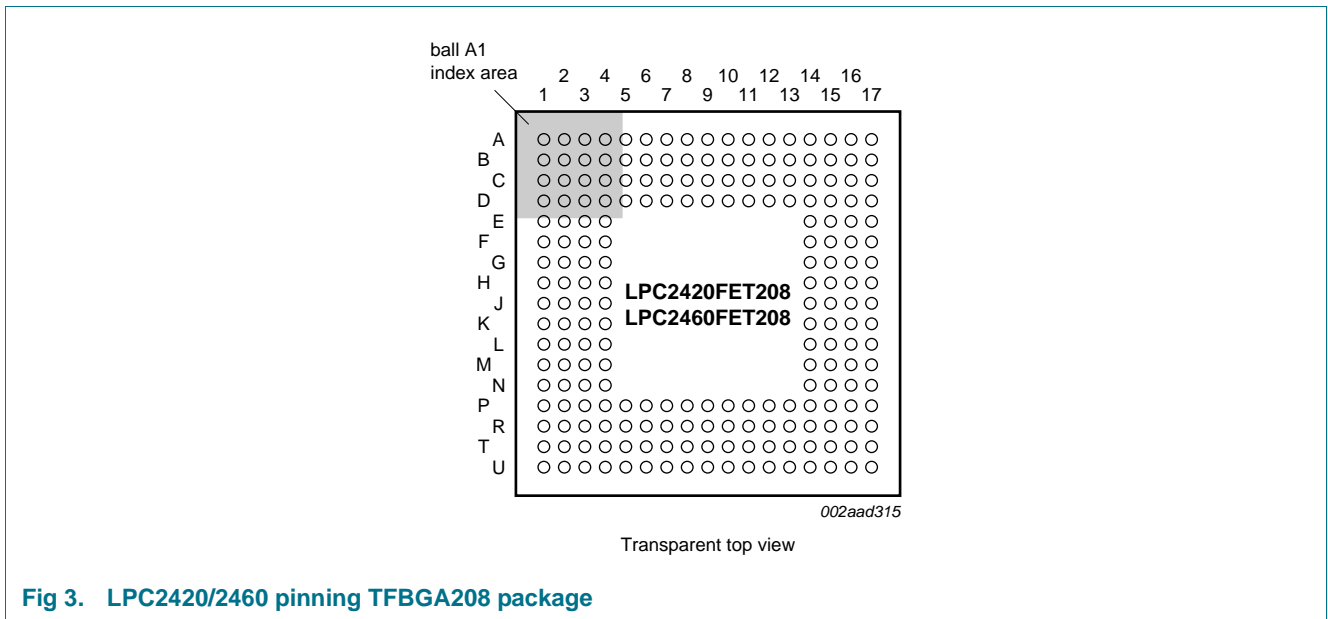 ball A1
index area
2 4 6 8 10 12 14 16
1 3 5 7 9 11 13 15 17
A
B
C
D
E
F
G
H
J
K
L
M
N
P
R
T
U
LPC2420FET208
LPC2460FET208
002aad315
Transparent top view
Fig 3. LPC2420/2460 pinning TFBGA208 package